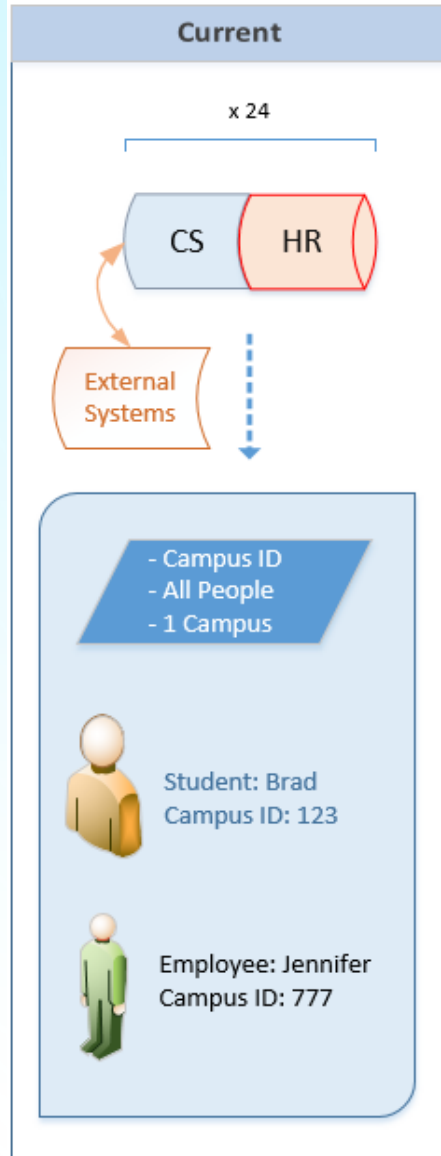 Current
x 24
CS
HR
External
Systems
- Campus ID
- All People
- 1 Campus
Student: Brad
Campus ID: 123
Employee: Jennifer
Campus ID: 777